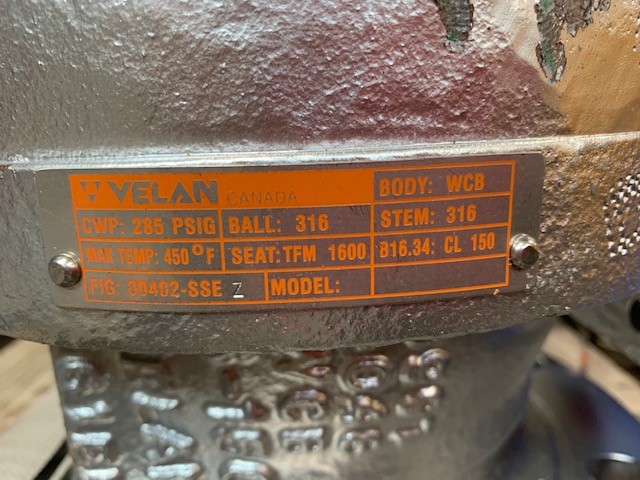 VELAN CANADA
BODY: WCB
CWP: 285 PSIG
BALL: 316
STEM: 316
MAX TEMP: 450°F
SEAT: TFM 1600
B16.34: CL 150
FIG: 30402-SSE Z
MODEL: